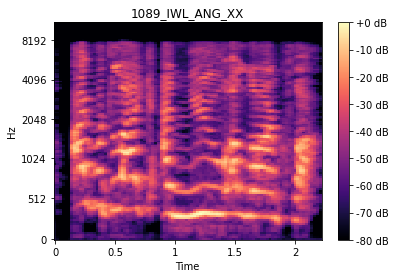 1089_IWL_ANG_XX
8192
4096
2048
1024
512
0
Hz
0
0.5
1
1.5
2
Time
+0 dB
-10 dB
-20 dB
-30 dB
-40 dB
-50 dB
-60 dB
-70 dB
-80 dB